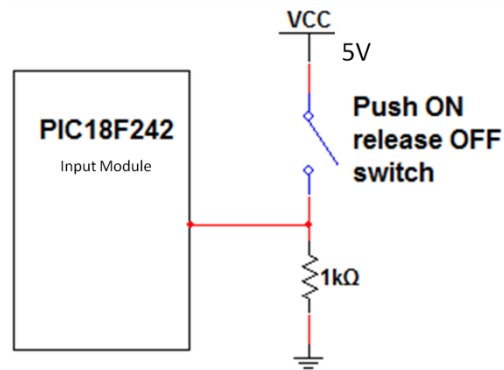 VCC
5V
PIC18F242
Input Module
Push ON
release OFF
switch
1kΩ